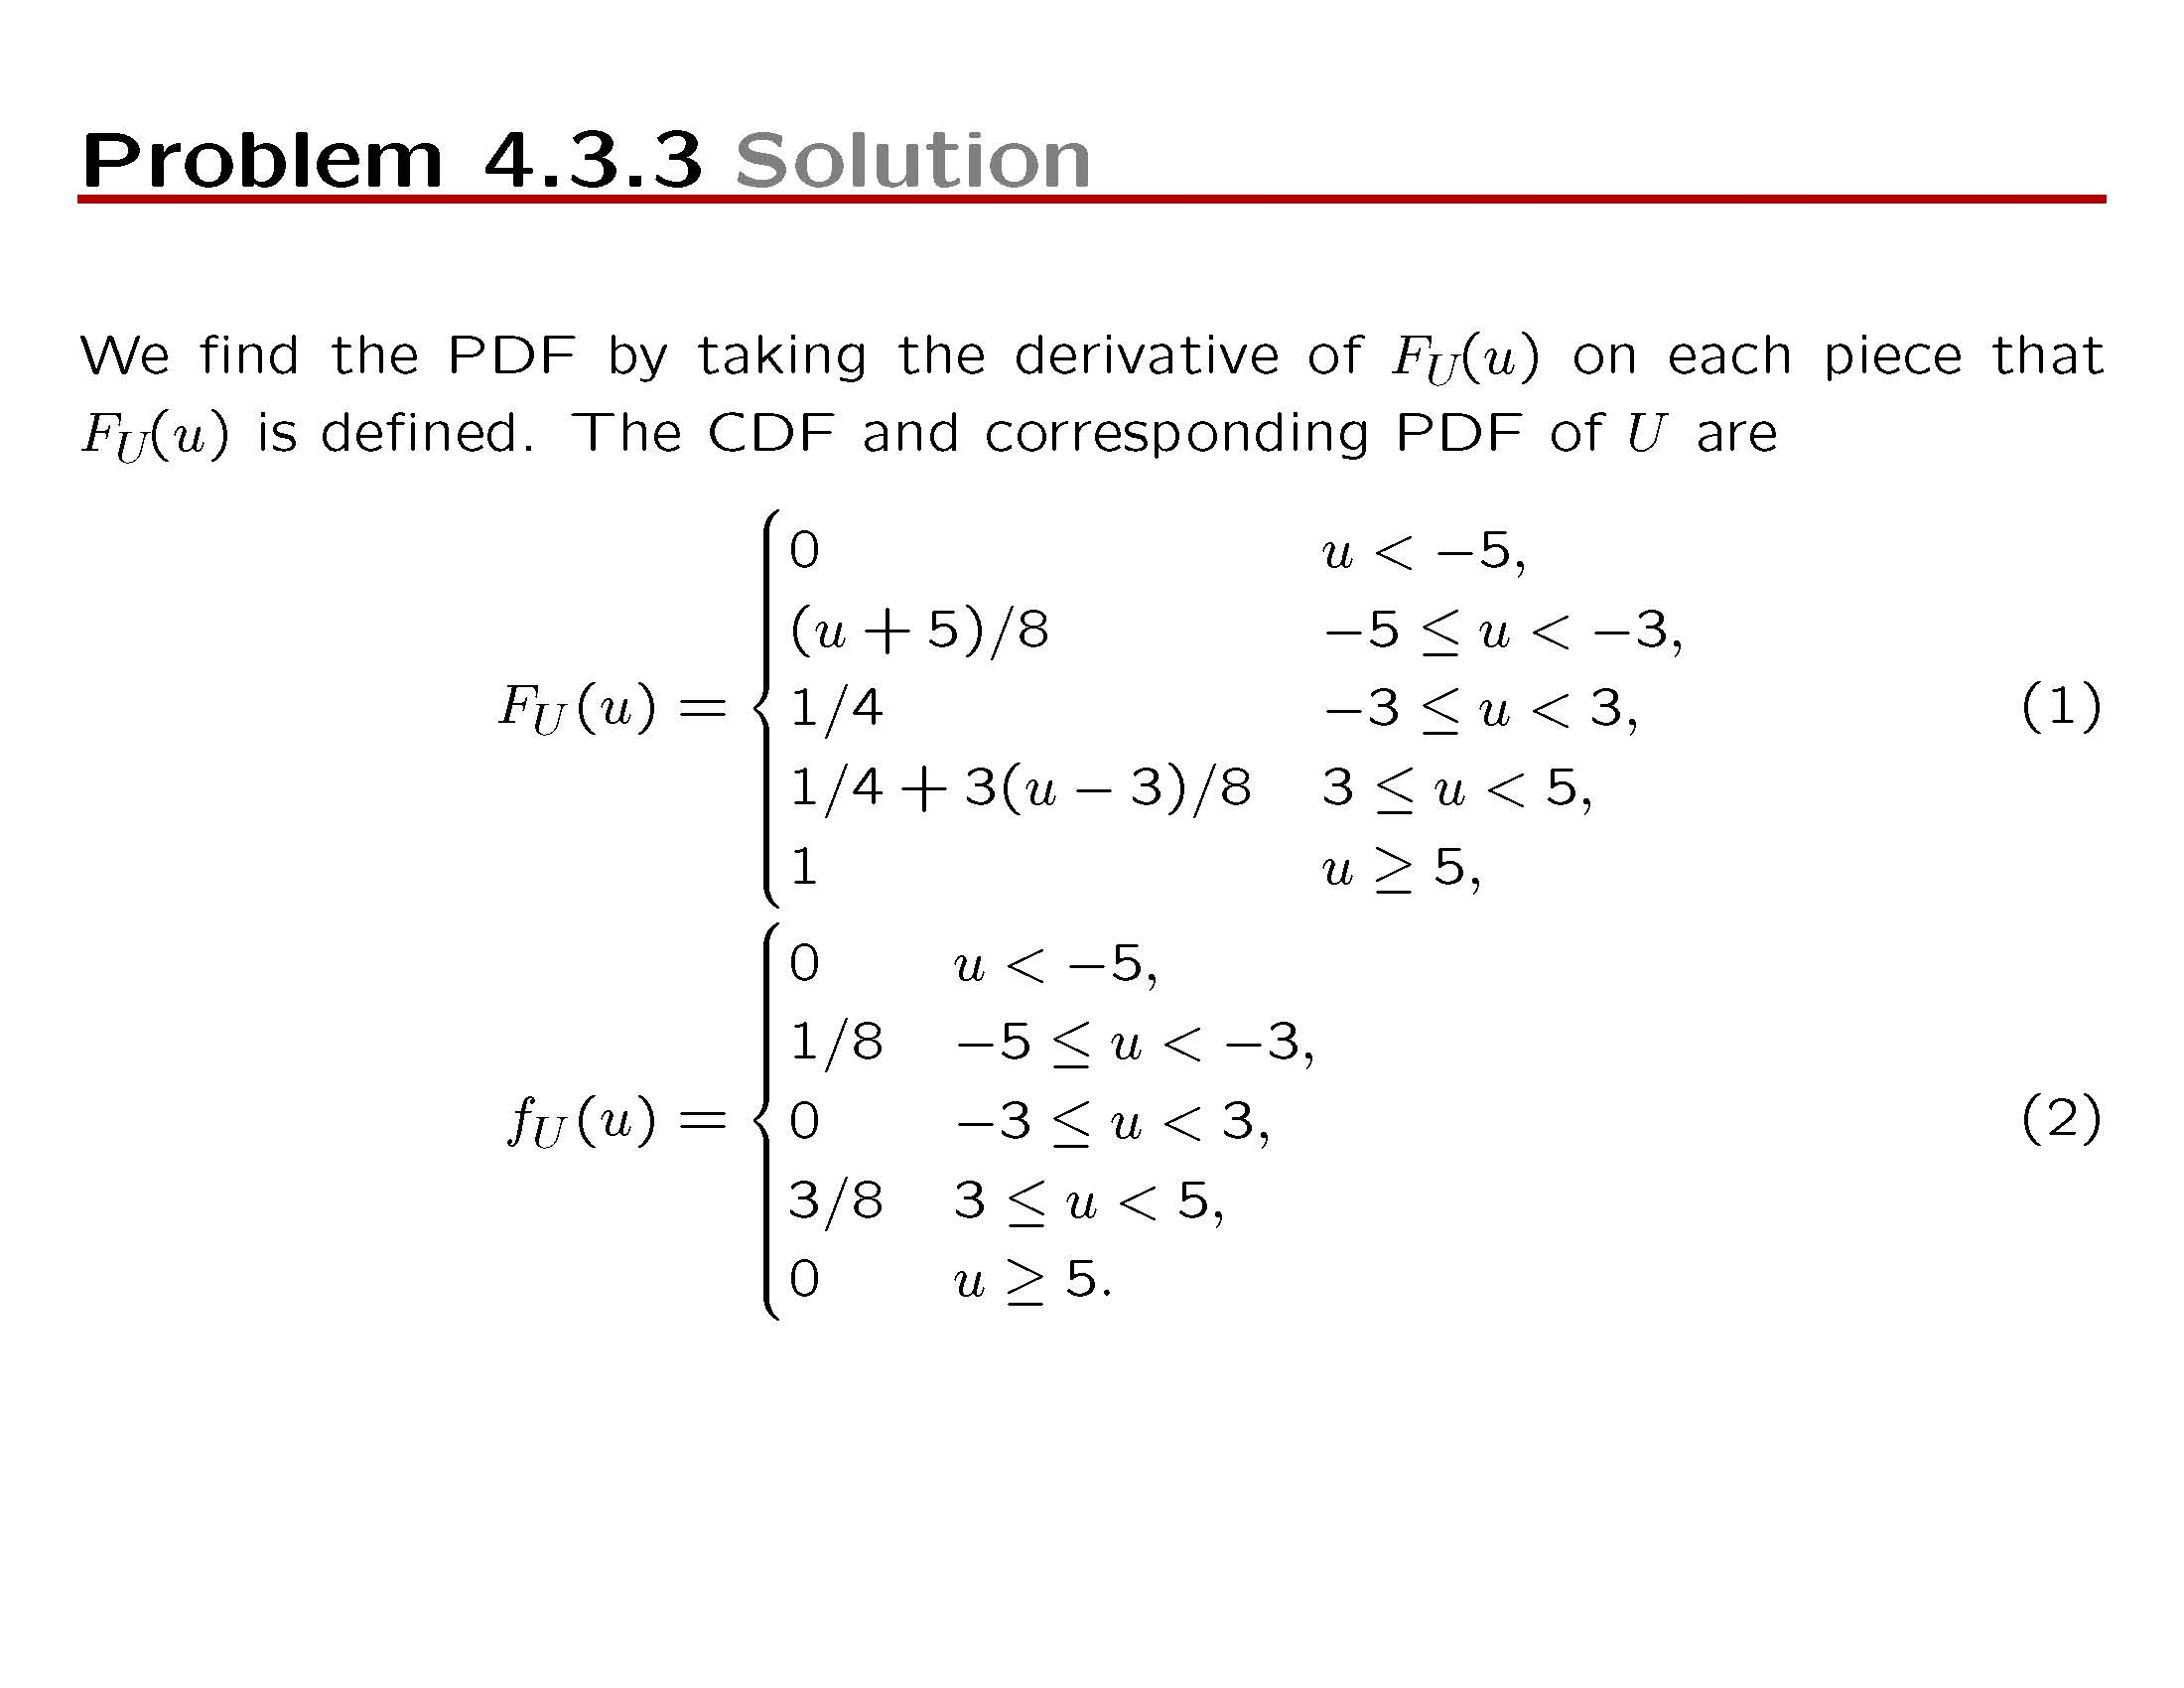 Problem 4.3.3 Solution
We find the PDF by taking the derivative of F_U(u) on each piece that
F_U(u) is defined. The CDF and corresponding PDF of U are
0 u < −5,
(u + 5)/8 −5 ≤ u < −3,
F_U(u) = { 1/4 −3 ≤ u < 3, (1)
1/4 + 3(u − 3)/8 3 ≤ u < 5,
1 u ≥ 5,
0 u < −5,
1/8 −5 ≤ u < −3,
f_U(u) = { 0 −3 ≤ u < 3, (2)
3/8 3 ≤ u < 5,
0 u ≥ 5.